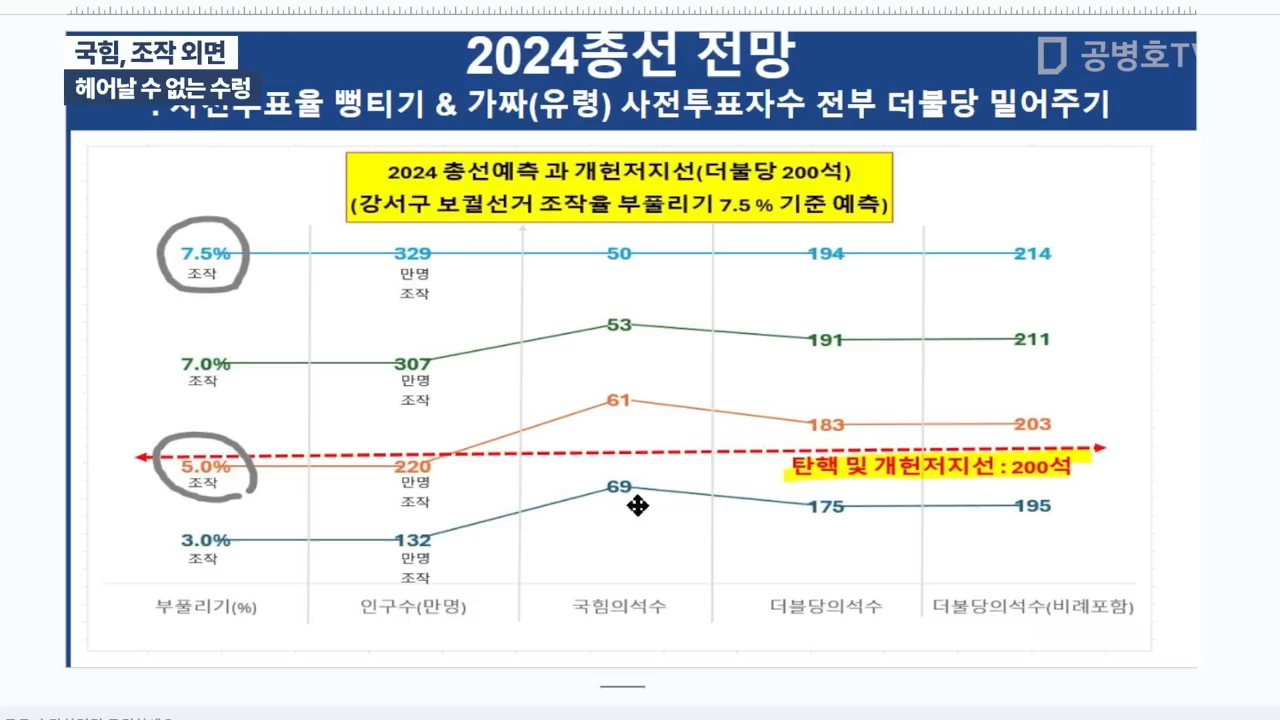 국힘, 조작 외면
헤어날 수 없는 수렁
2024총선 전망
공병호TV
: 사전투표율 뻥티기 & 가짜(유령) 사전투표자수 전부 더불당 밀어주기
2024 총선예측 과 개헌저지선(더불당 200석)
(강서구 보궐선거 조작율 부풀리기 7.5 % 기준 예측)
7.5% 329 50 194 214
조작 만명
조작
53
7.0% 307 191 211
조작 만명
조작
61
183 203
5.0% 220 탄핵 및 개헌저지선 : 200석
조작 만명
조작
69
175 195
3.0% 132
조작 만명
조작
부풀리기(%) 인구수(만명) 국힘의석수 더블당의석수 더불당의석수(비례포함)